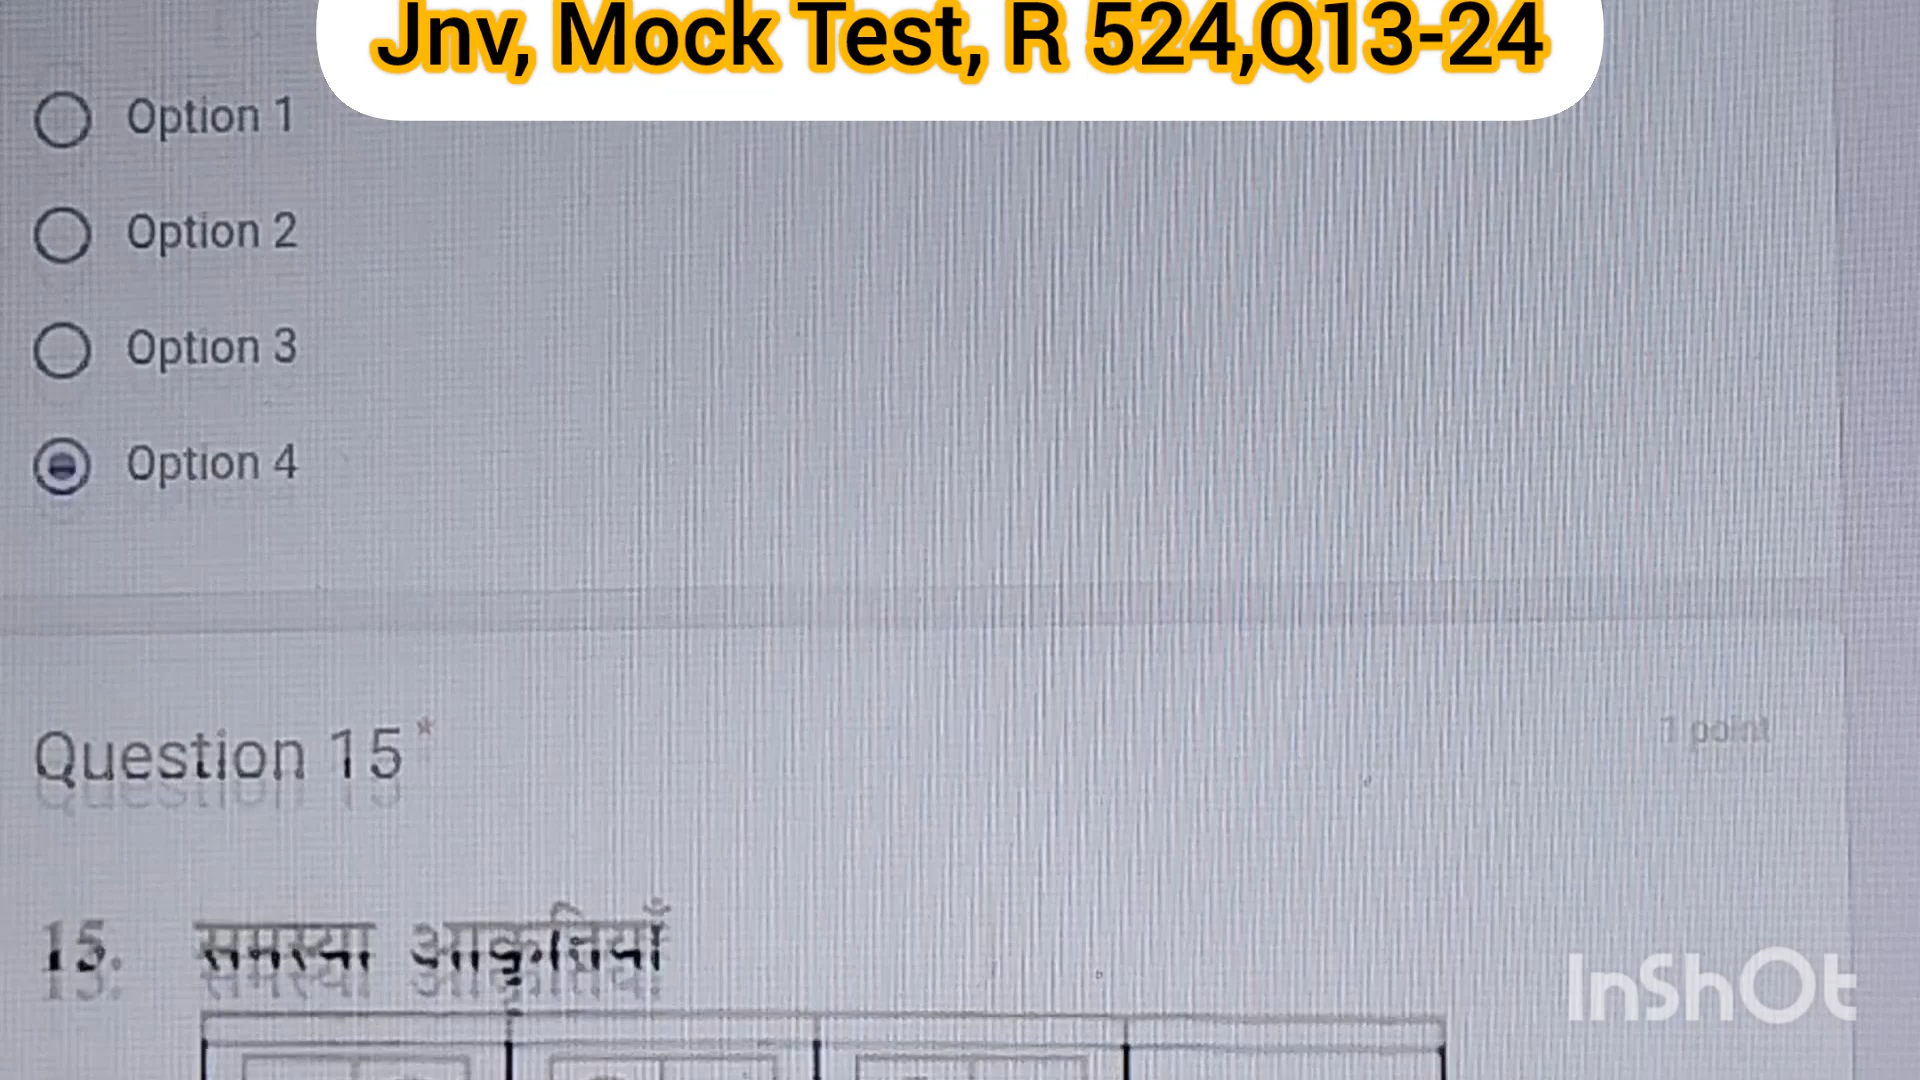 Jnv, Mock Test, R 524,Q13-24
Option 1
Option 2
Option 3
Option 4
Question 15*
1 point
15. समस्या आकृतियाँ
InShOt